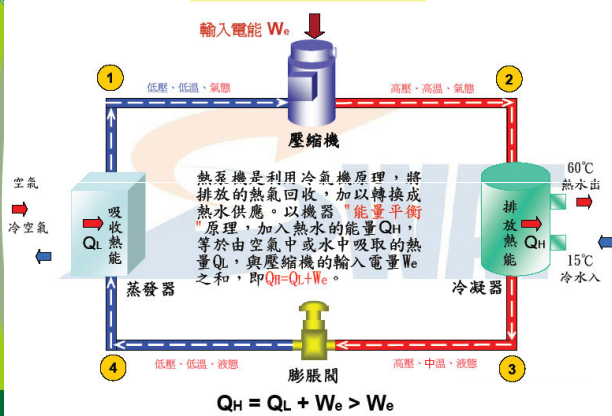 輸入電能 We
1
低壓、低溫、氣態
高壓、高溫、氣態
2
壓縮機
空氣
冷空氣
吸收熱能
QL
蒸發器
熱泵機是利用冷氣機原理，將
排放的熱氣回收，加以轉換成
熱水供應。以機器 "能量平衡
"原理，加入熱水的能量QH，
等於由空氣中或水中吸取的熱
量QL，與壓縮機的輸入電量We
之和，即QH=QL+We。
排放熱能
QH
60℃
熱水出
15℃
冷水入
冷凝器
4
低壓、低溫、液態
膨脹閥
高壓、中溫、液態
3
QH = QL + We > We